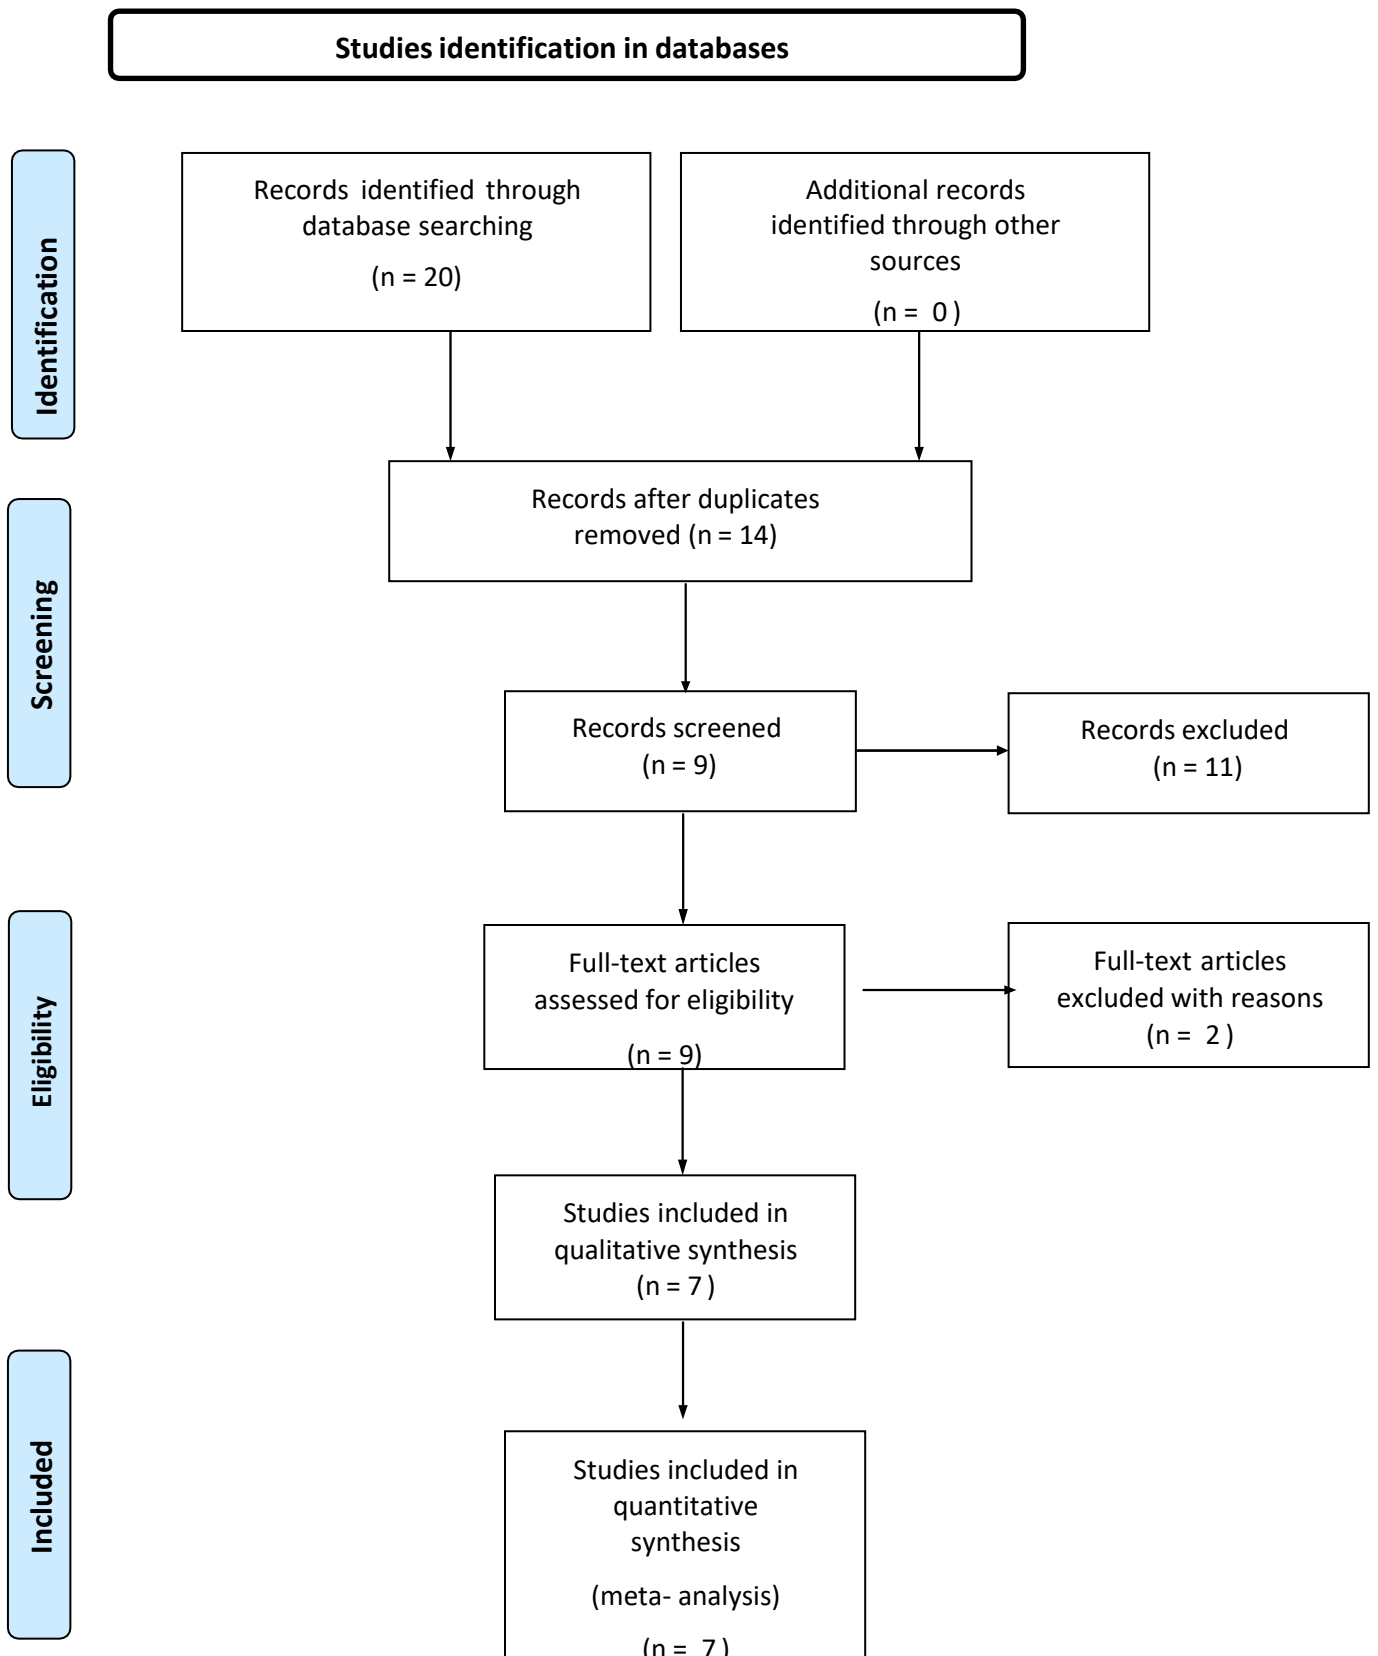 Studies identification in databases
Identification
Records identified through
database searching
(n = 20)
Additional records
identified through other
sources
(n = 0 )
Records after duplicates
removed (n = 14)
Screening
Records screened
(n = 9)
Records excluded
(n = 11)
Eligibility
Full-text articles
assessed for eligibility
(n = 9)
Full-text articles
excluded with reasons
(n = 2 )
Studies included in
qualitative synthesis
(n = 7 )
Included
Studies included in
quantitative
synthesis
(meta- analysis)
(n = 7 )